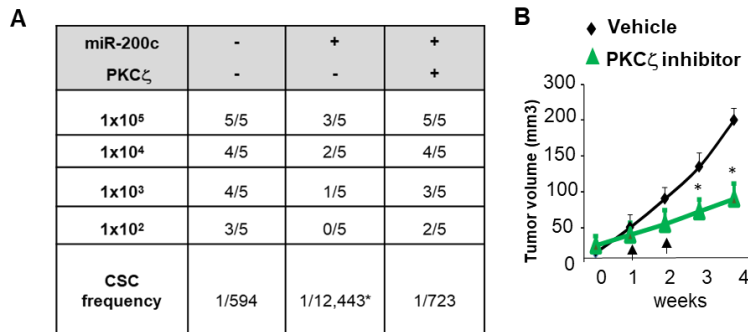 A
miR-200c - + +
PKCζ - - +
1x10⁵ 5/5 3/5 5/5
1x10⁴ 4/5 2/5 4/5
1x10³ 4/5 1/5 3/5
1x10² 3/5 0/5 2/5
CSC
frequency 1/594 1/12,443* 1/723
B
Vehicle
PKCζ inhibitor
Tumor volume (mm3)
200
150
100
50
0
* *
0 1 2 3 4
weeks